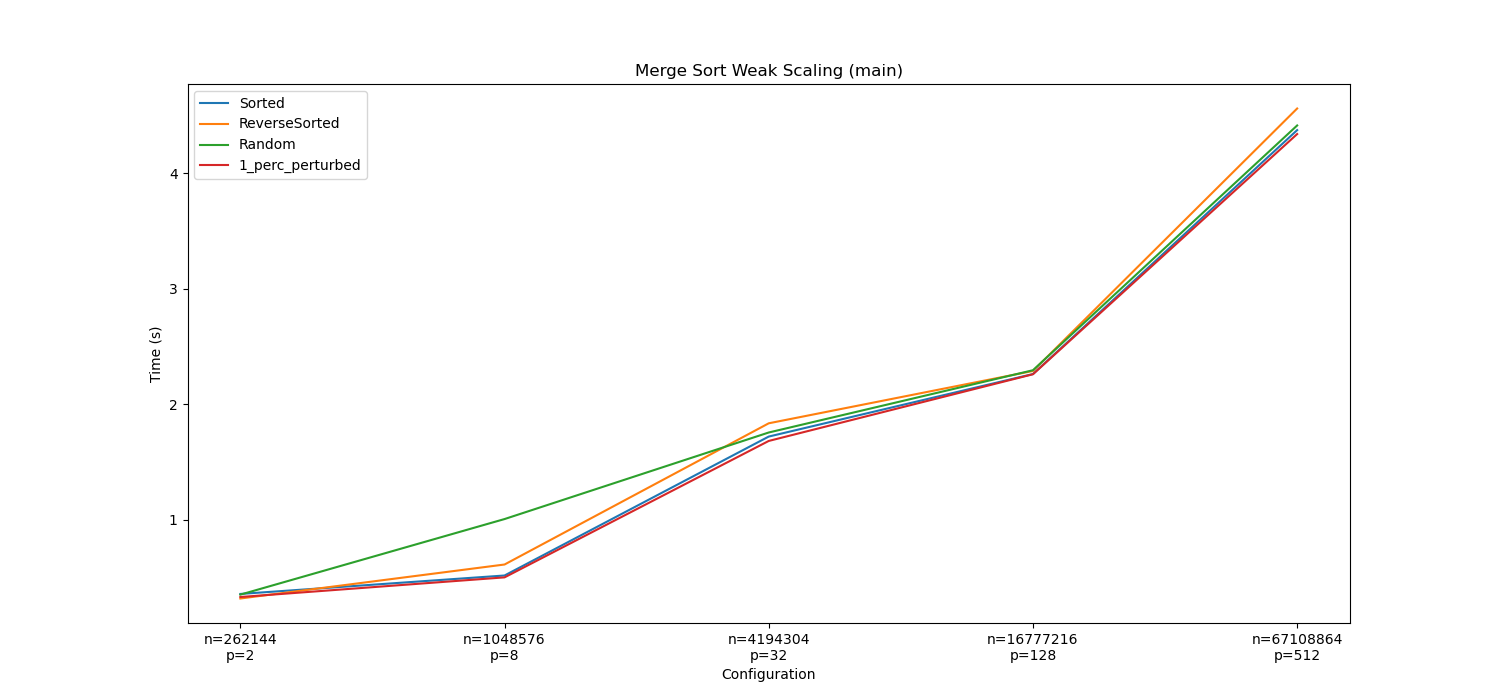 Merge Sort Weak Scaling (main)
Sorted
ReverseSorted
Random
1_perc_perturbed
Time (s)
4
3
2
1
n=262144
p=2
n=1048576
p=8
n=4194304
p=32
n=16777216
p=128
n=67108864
p=512
Configuration